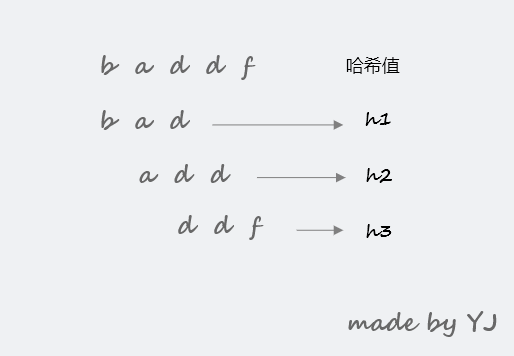 b a d d f 哈希值
b a d h1
a d d h2
d d f h3
made by YJ